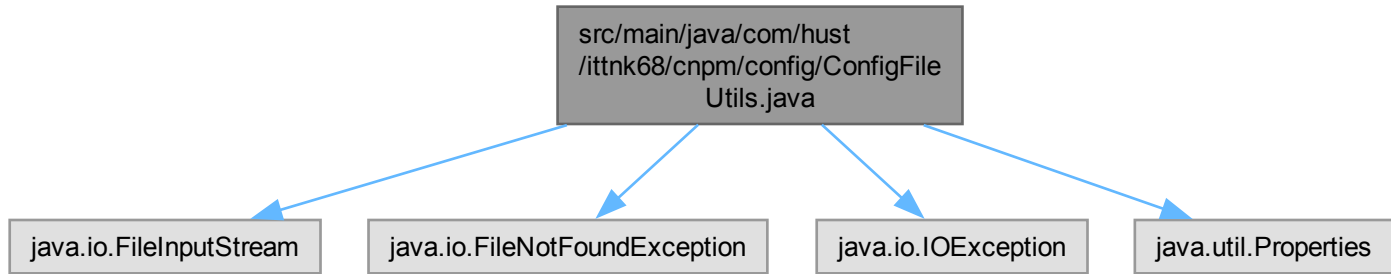 src/main/java/com/hust
/ittnk68/cnpm/config/ConfigFile
Utils.java
java.io.FileInputStream
java.io.FileNotFoundException
java.io.IOException
java.util.Properties